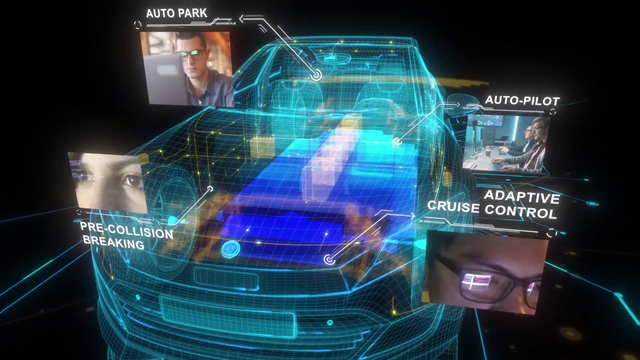 AUTO PARK
AUTO-PILOT
PRE-COLLISION
BREAKING
ADAPTIVE
CRUISE CONTROL